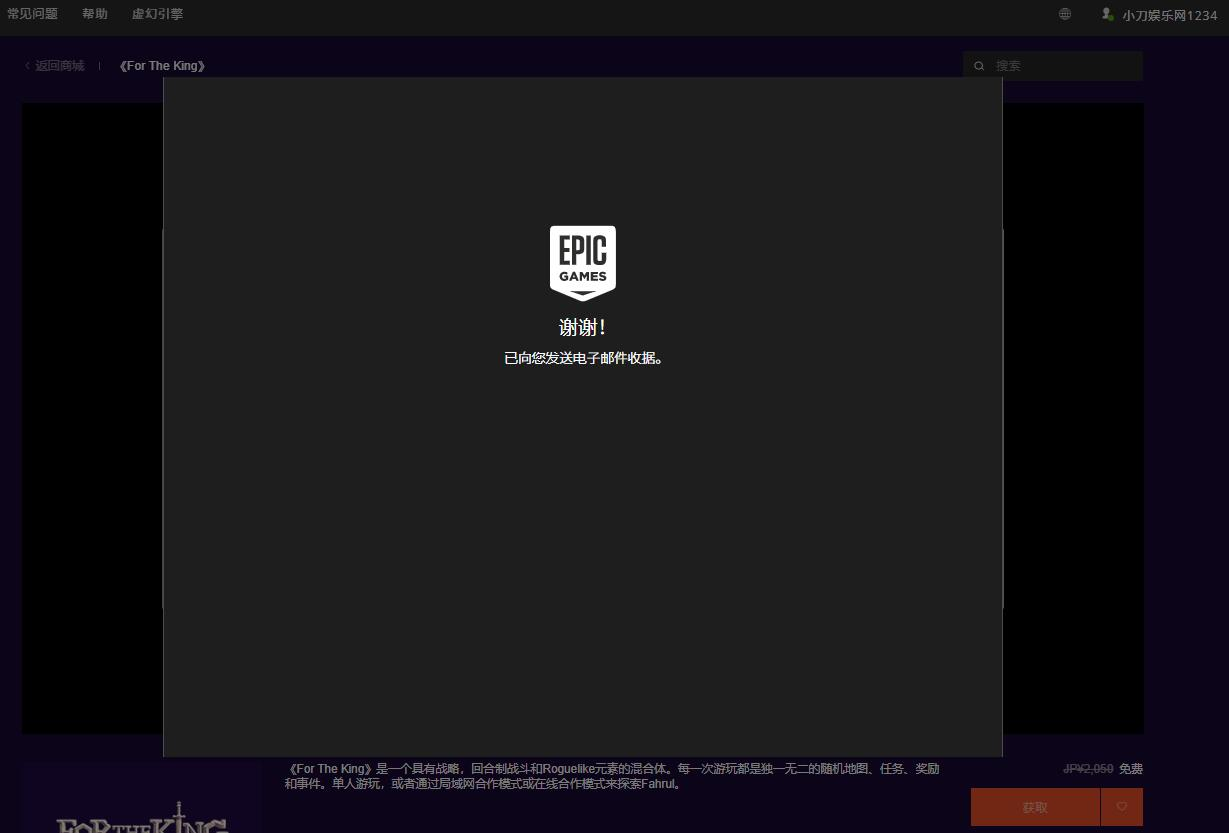 常见问题 帮助 虚幻引擎 小刀娱乐网1234
返回商城 《For The King》 搜索
EPIC
GAMES
谢谢!
已向您发送电子邮件收据。
《For The King》是一个具有战略，回合制战斗和Roguelike元素的混合体。每一次游玩都是独一无二的随机地图、任务、奖励
和事件。单人游玩，或者通过局域网合作模式或在线合作模式来探索Fahrul。
JP¥2,050 免费
获取
FOR THE KING